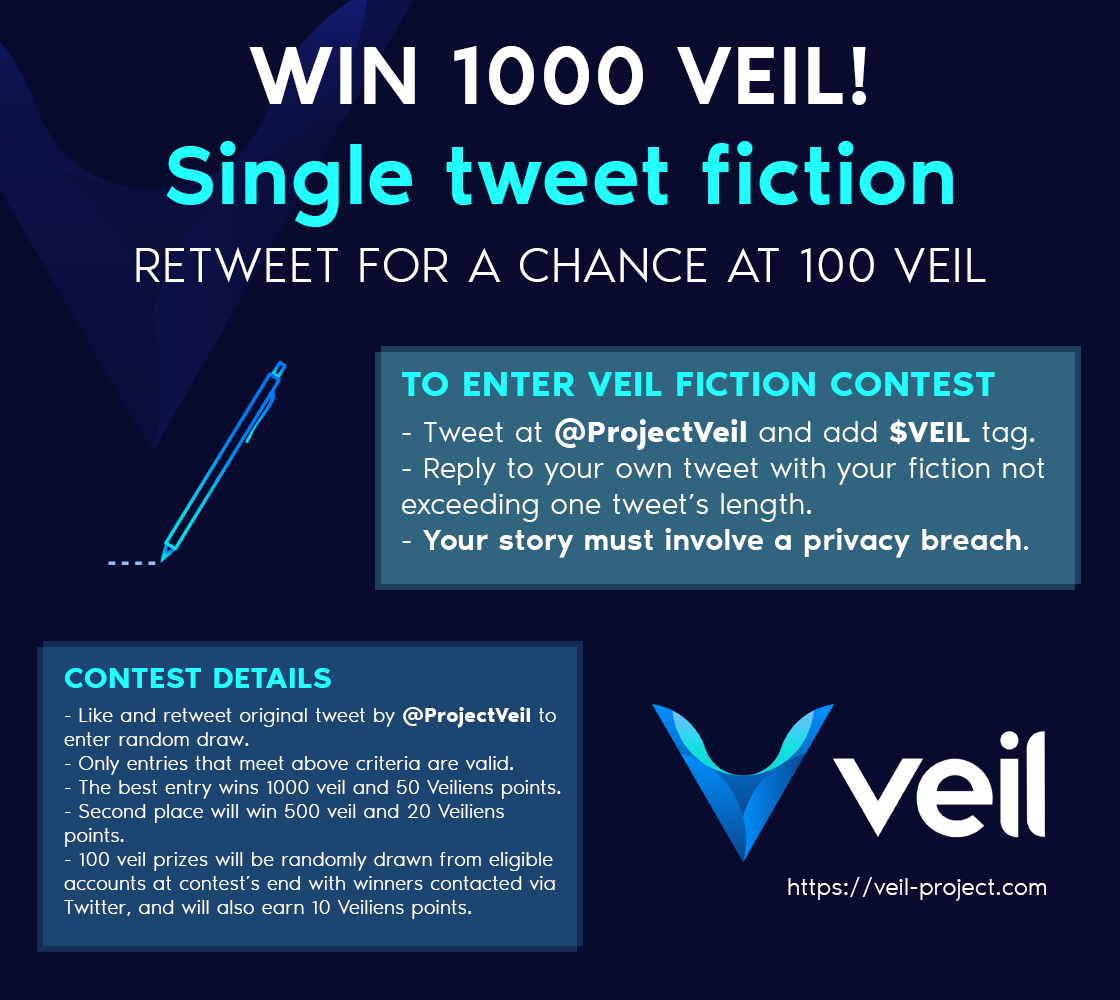 WIN 1000 VEIL!
Single tweet fiction
RETWEET FOR A CHANCE AT 100 VEIL
TO ENTER VEIL FICTION CONTEST
- Tweet at @ProjectVeil and add $VEIL tag.
- Reply to your own tweet with your fiction not
exceeding one tweet's length.
- Your story must involve a privacy breach.
CONTEST DETAILS
- Like and retweet original tweet by @ProjectVeil to
enter random draw.
- Only entries that meet above criteria are valid.
- The best entry wins 1000 veil and 50 Veiliens points.
- Second place will win 500 veil and 20 Veiliens
points.
- 100 veil prizes will be randomly drawn from eligible
accounts at contest's end with winners contacted via
Twitter, and will also earn 10 Veiliens points.
veil
https://veil-project.com